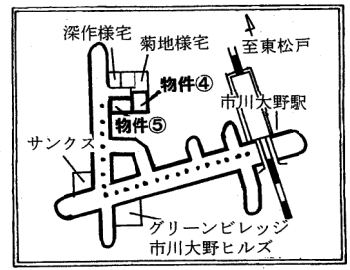 深作様宅
菊地様宅
至東松戸
物件④
市川大野駅
物件⑤
サンクス
グリーンビレッジ
市川大野ヒルズ